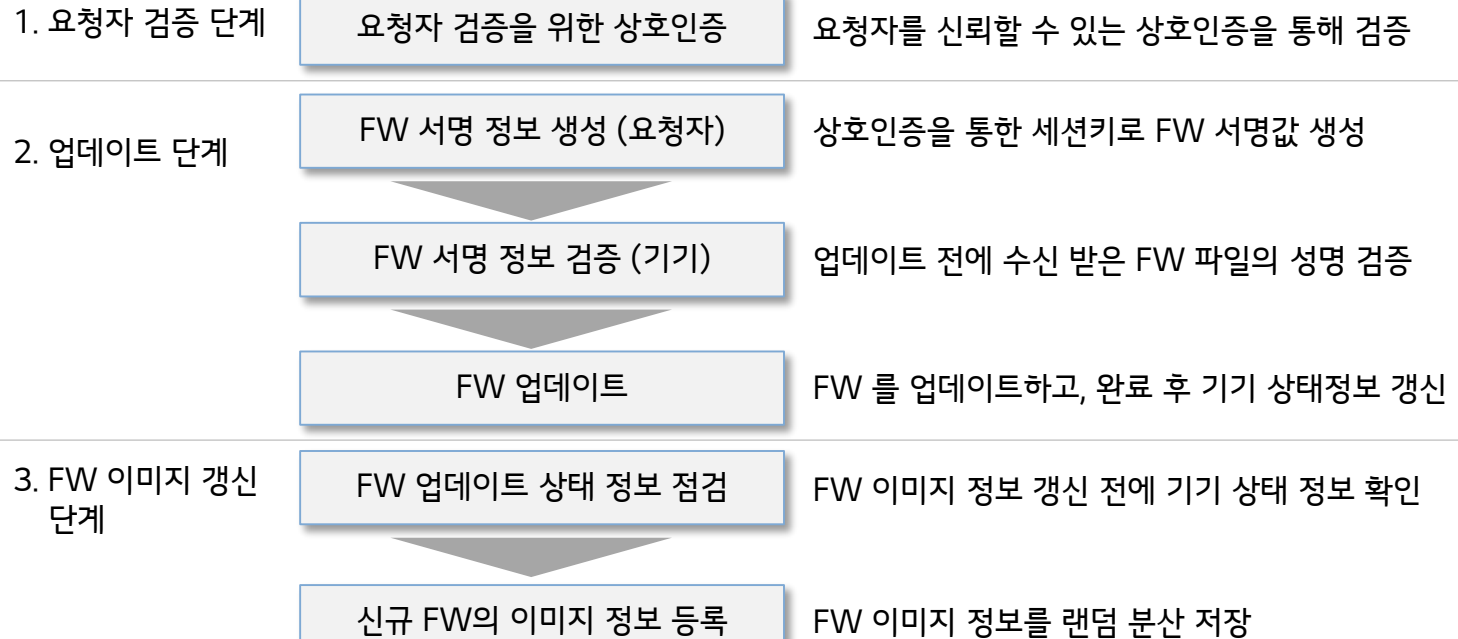 1. 요청자 검증 단계
요청자 검증을 위한 상호인증
요청자를 신뢰할 수 있는 상호인증을 통해 검증
2. 업데이트 단계
FW 서명 정보 생성 (요청자)
상호인증을 통한 세션키로 FW 서명값 생성
FW 서명 정보 검증 (기기)
업데이트 전에 수신 받은 FW 파일의 성명 검증
FW 업데이트
FW 를 업데이트하고, 완료 후 기기 상태정보 갱신
3. FW 이미지 갱신
단계
FW 업데이트 상태 정보 점검
FW 이미지 정보 갱신 전에 기기 상태 정보 확인
신규 FW의 이미지 정보 등록
FW 이미지 정보를 랜덤 분산 저장